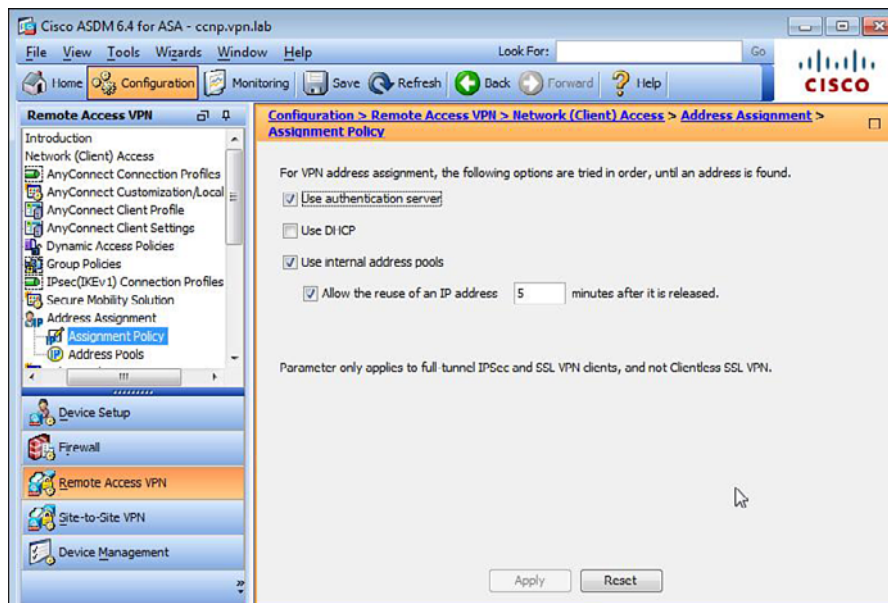 Cisco ASDM 6.4 for ASA - ccnp.vpn.lab
File View Tools Wizards Window Help Look For: Go
Home Configuration Monitoring Save Refresh Back Forward Help
CISCO
Remote Access VPN
Introduction
Network (Client) Access
AnyConnect Connection Profiles
AnyConnect Customization/Local
AnyConnect Client Profile
AnyConnect Client Settings
Dynamic Access Policies
Group Policies
IPsec(IKEv1) Connection Profiles
Secure Mobility Solution
Address Assignment
Assignment Policy
Address Pools
Device Setup
Firewall
Remote Access VPN
Site-to-Site VPN
Device Management
Configuration > Remote Access VPN > Network (Client) Access > Address Assignment >
Assignment Policy
For VPN address assignment, the following options are tried in order, until an address is found.
Use authentication server
Use DHCP
Use internal address pools
Allow the reuse of an IP address 5 minutes after it is released.
Parameter only applies to full-tunnel IPSec and SSL VPN clients, and not Clientless SSL VPN.
Apply Reset